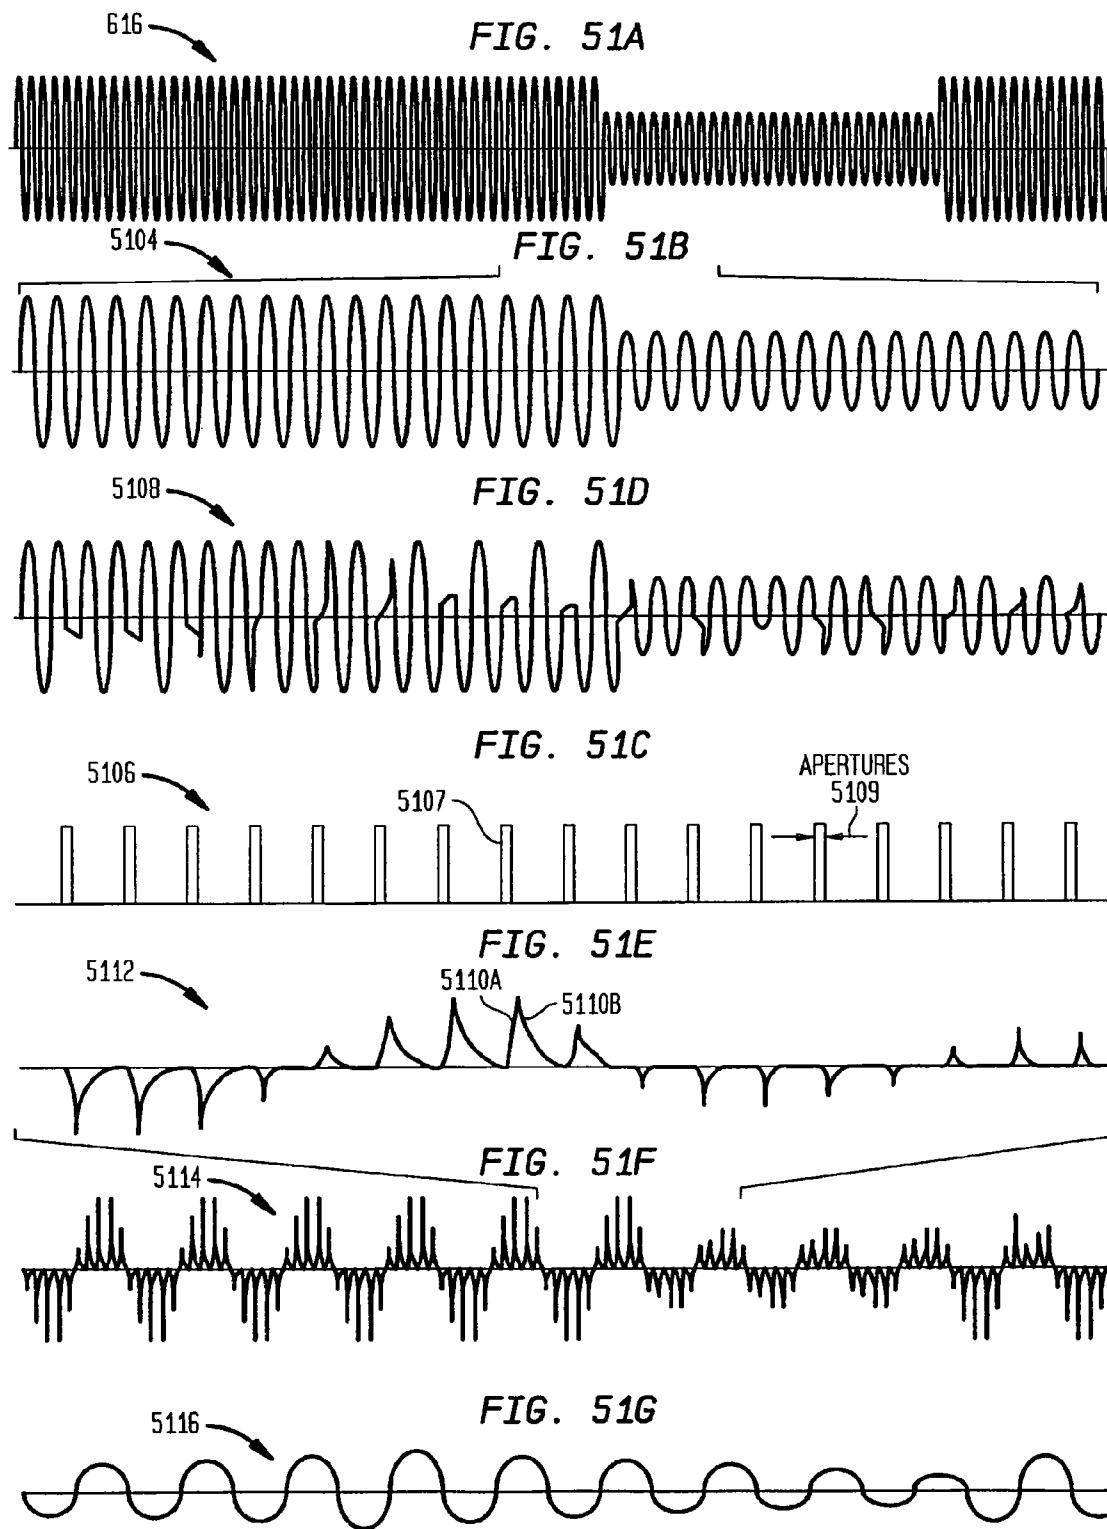 616
FIG. 51A
5104
FIG. 51B
5108
FIG. 51D
FIG. 51C
5106
5107
APERTURES
5109
FIG. 51E
5112
5110A
5110B
FIG. 51F
5114
FIG. 51G
5116